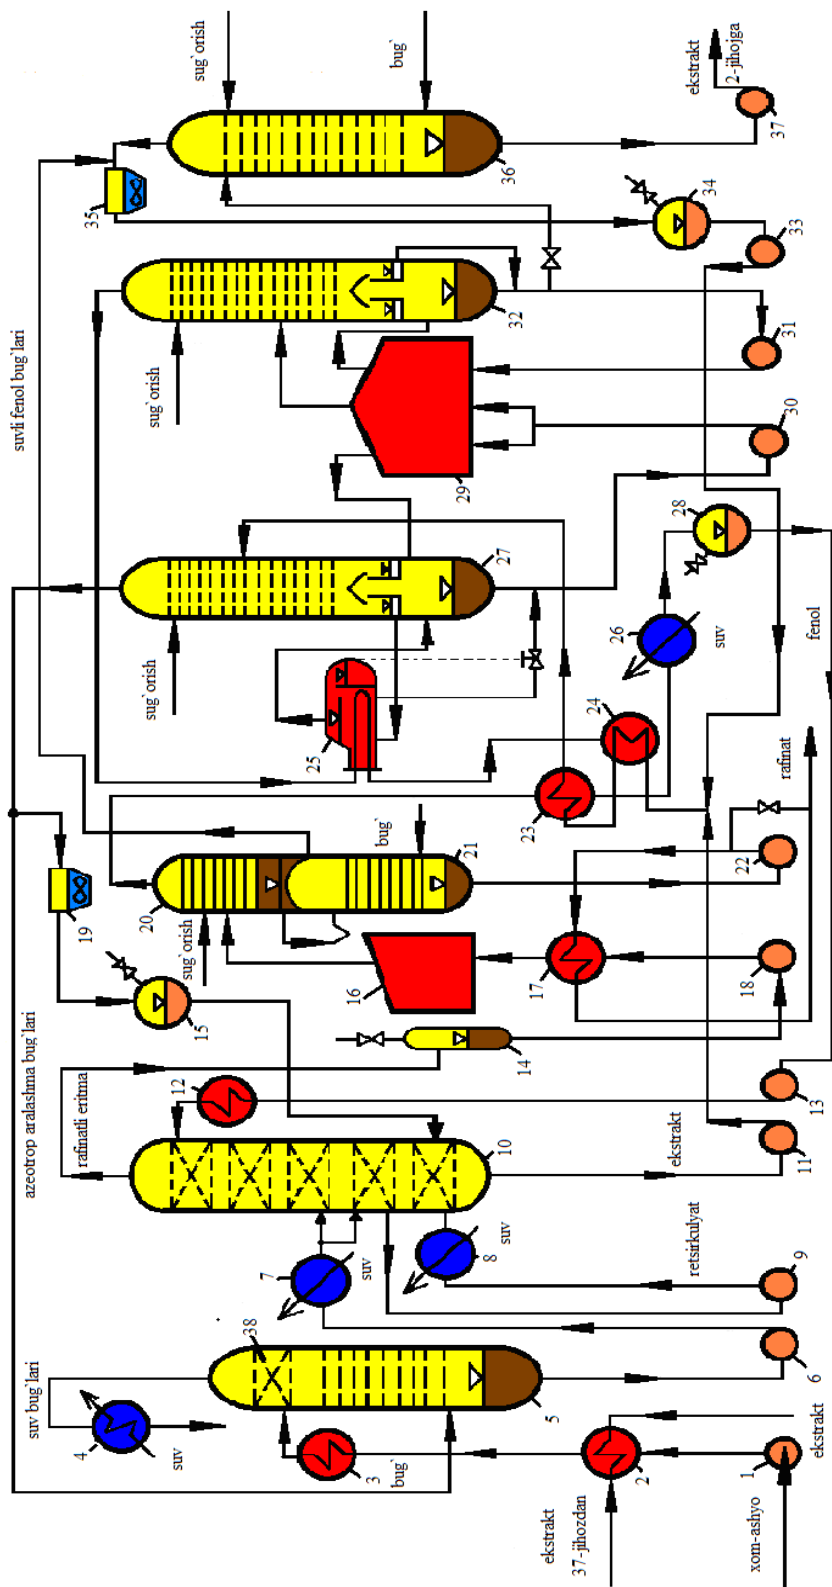 suv bug`lari
4
suv
38
3
bug`
5
2
ekstrakt
37-jihozdan
xom-ashyo
1
ekstrakt
6
azeotrop aralashma bug`lari
rafinatli eritma
7
suv
8
suv
10
12
retsirkulyat
9
ekstrakt
11
13
15
19
14
16
17
18
20
sug`orish
21
bug`
22
rafinat
23
24
25
26
suv
27
sug`orish
28
fenol
29
30
31
suvli fenol bug`lari
sug`orish
32
33
34
35
sug`orish
bug`
36
37
ekstrakt
2-jihojga